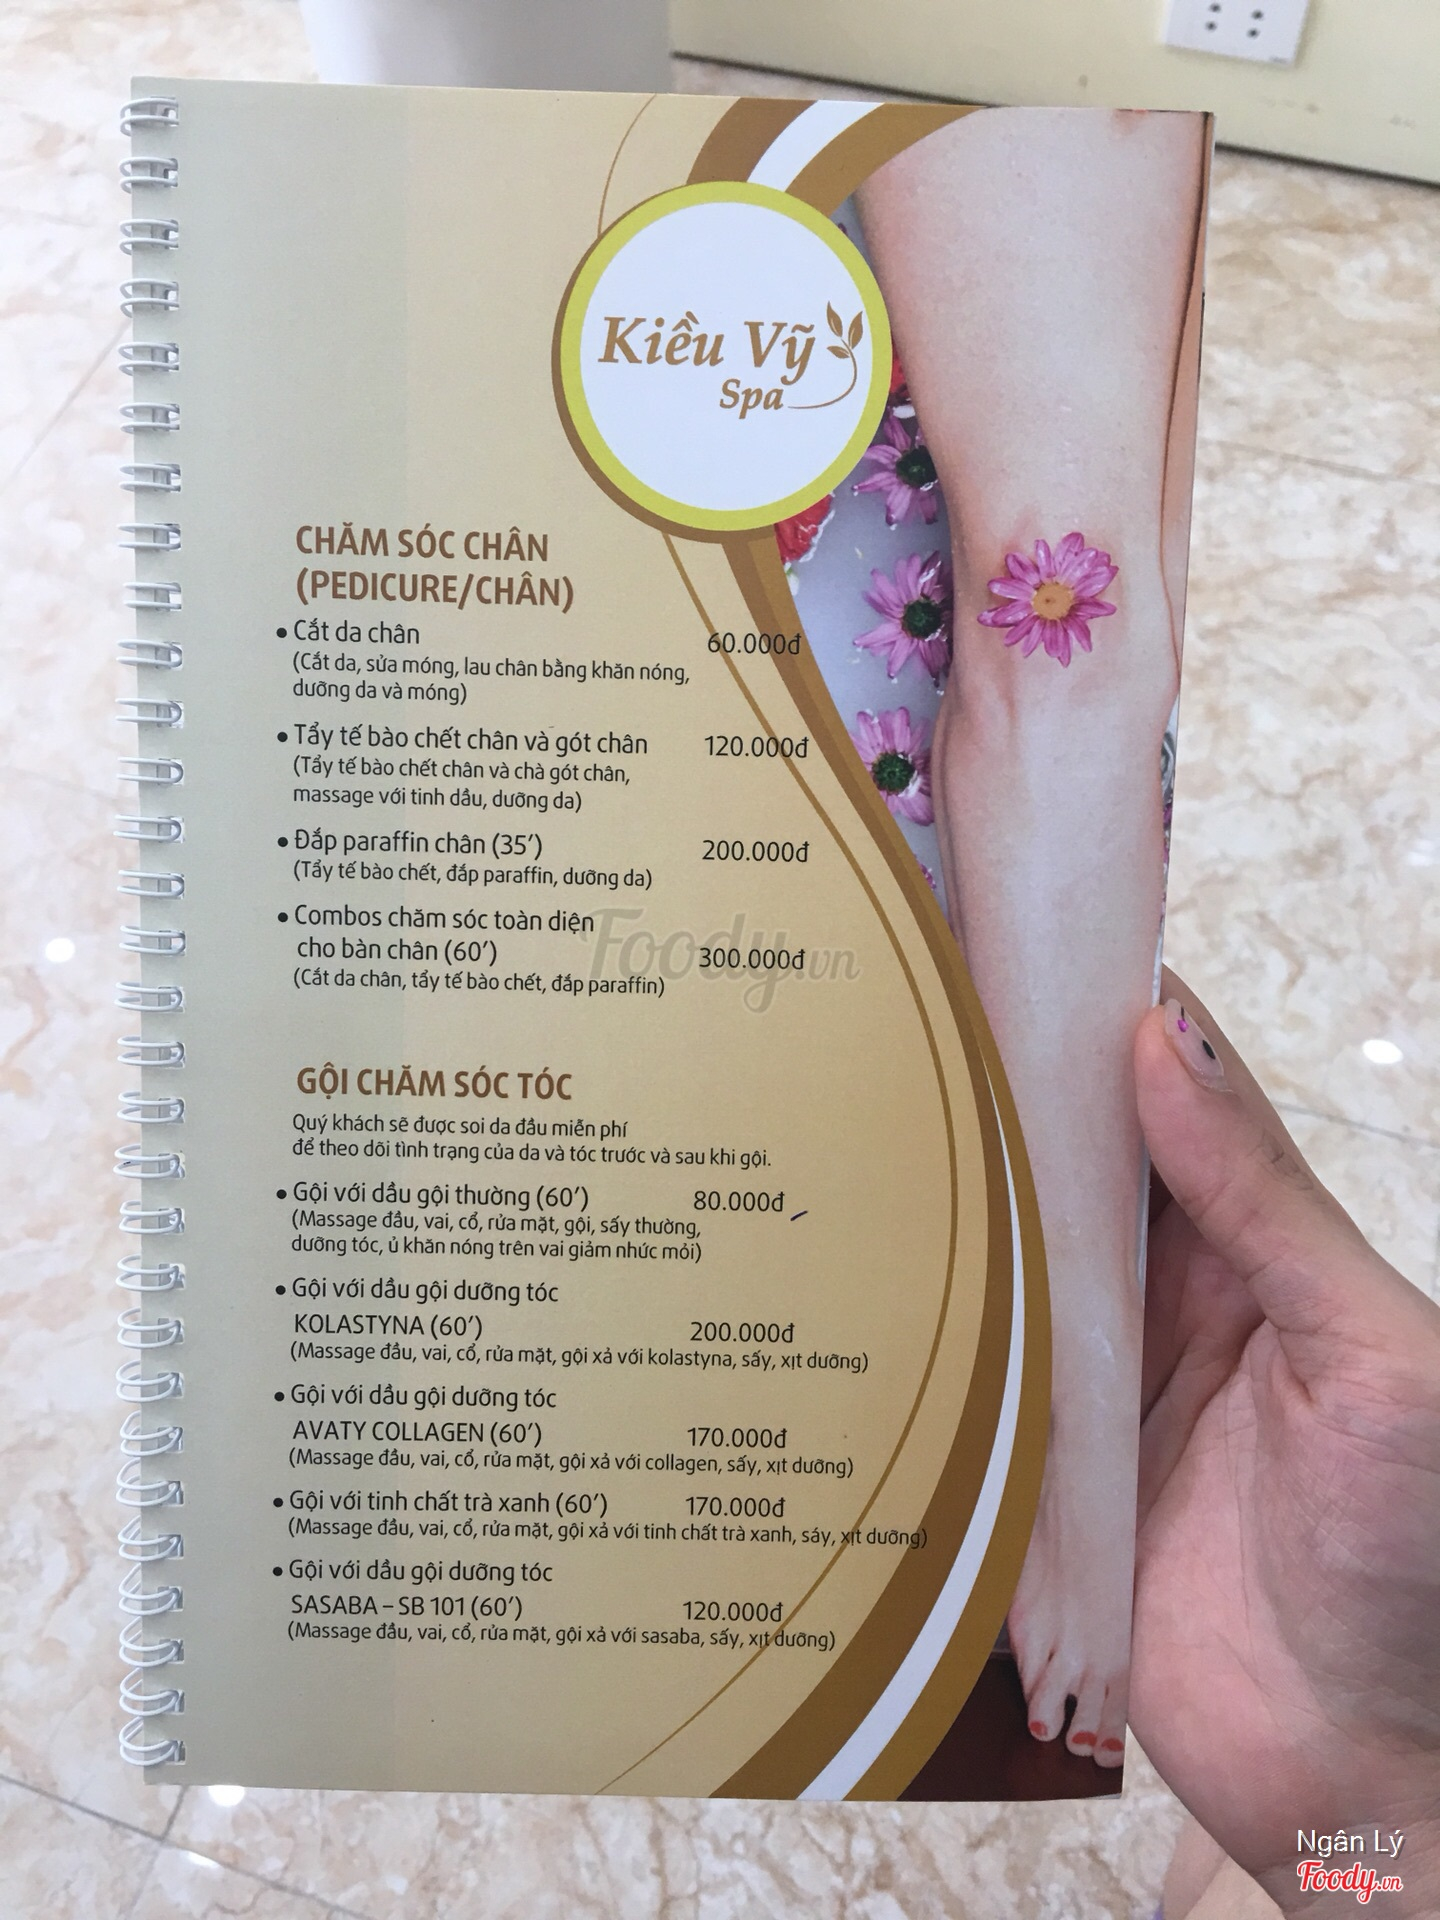 Kiều Vỹ
Spa
CHĂM SÓC CHÂN
(PEDICURE/CHÂN)
• Cắt da chân 60.000đ
(Cắt da, sửa móng, lau chân bằng khăn nóng,
dưỡng da và móng)
• Tẩy tế bào chết chân và gót chân 120.000đ
(Tẩy tế bào chết chân và chà gót chân,
massage với tinh dầu, dưỡng da)
• Đắp paraffin chân (35′) 200.000đ
(Tẩy tế bào chết, đắp paraffin, dưỡng da)
• Combos chăm sóc toàn diện
cho bàn chân (60′) 300.000đ
(Cắt da chân, tẩy tế bào chết, đắp paraffin)
Foody.vn
GỘI CHĂM SÓC TÓC
Quý khách sẽ được soi da đầu miễn phí
để theo dõi tình trạng của da và tóc trước và sau khi gội.
• Gội với dầu gội thường (60′) 80.000đ
(Massage đầu, vai, cổ, rửa mặt, gội, sấy thường,
dưỡng tóc, ủ khăn nóng trên vai giảm nhức mỏi)
• Gội với dầu gội dưỡng tóc
KOLASTYNA (60′) 200.000đ
(Massage đầu, vai, cổ, rửa mặt, gội xả với kolastyna, sấy, xịt dưỡng)
• Gội với dầu gội dưỡng tóc
AVATY COLLAGEN (60′) 170.000đ
(Massage đầu, vai, cổ, rửa mặt, gội xả với collagen, sấy, xịt dưỡng)
• Gội với tinh chất trà xanh (60′) 170.000đ
(Massage đầu, vai, cổ, rửa mặt, gội xả với tinh chất trà xanh, sáy, xịt dưỡng)
• Gội với dầu gội dưỡng tóc
SASABA – SB 101 (60′) 120.000đ
(Massage đầu, vai, cổ, rửa mặt, gội xả với sasaba, sấy, xịt dưỡng)
Ngân Lý
Foody.vn